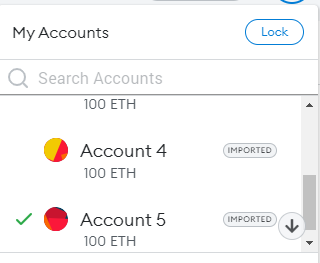 My Accounts Lock
Search Accounts
100 ETH
Account 4 IMPORTED
100 ETH
Account 5 IMPORTED
100 ETH